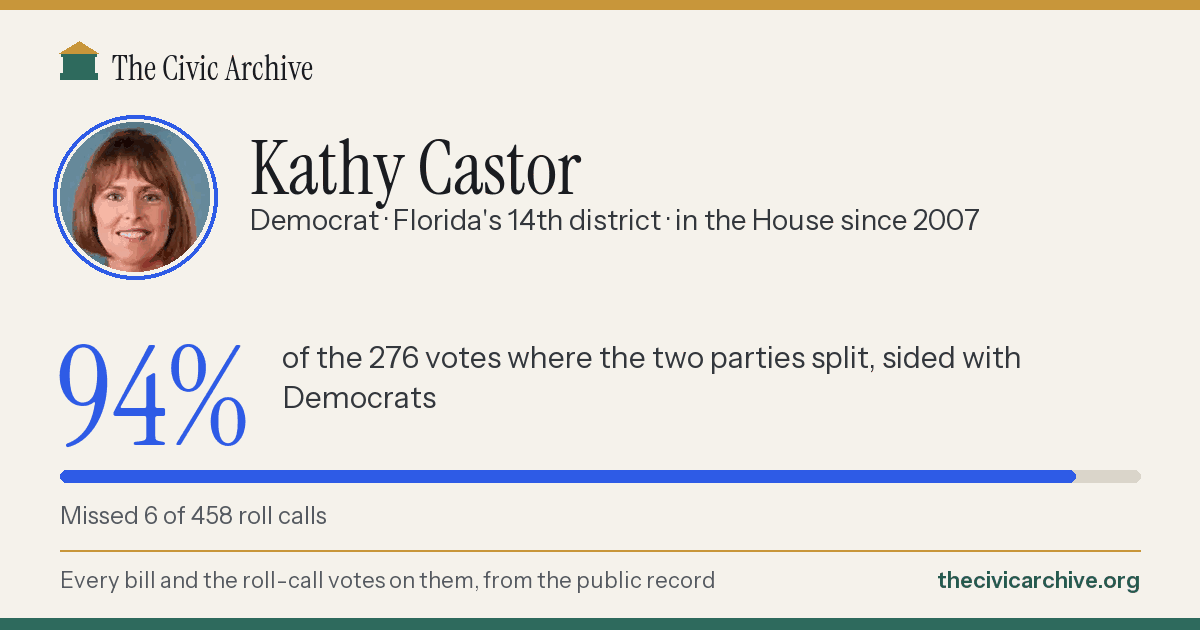 The Civic Archive
Kathy Castor
Democrat · Florida's 14th district · in the House since 2007
94%
of the 276 votes where the two parties split, sided with
Democrats
Missed 6 of 458 roll calls
Every bill and the roll-call votes on them, from the public record
thecivicarchive.org